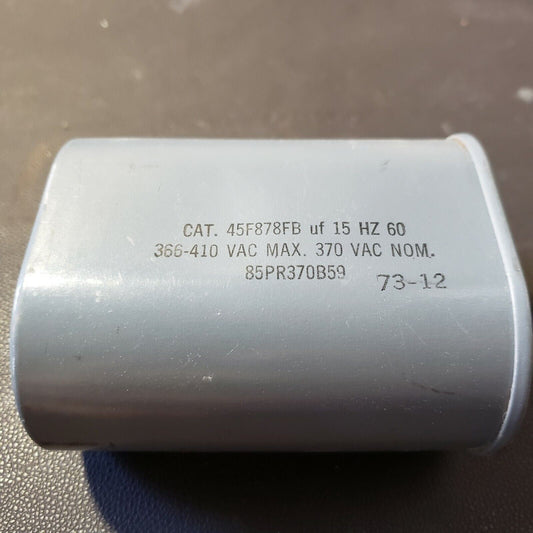 CAT. 45F878FB uf 15 HZ 60
366-410 VAC MAX. 370 VAC NOM.
85PR370B59
73-12